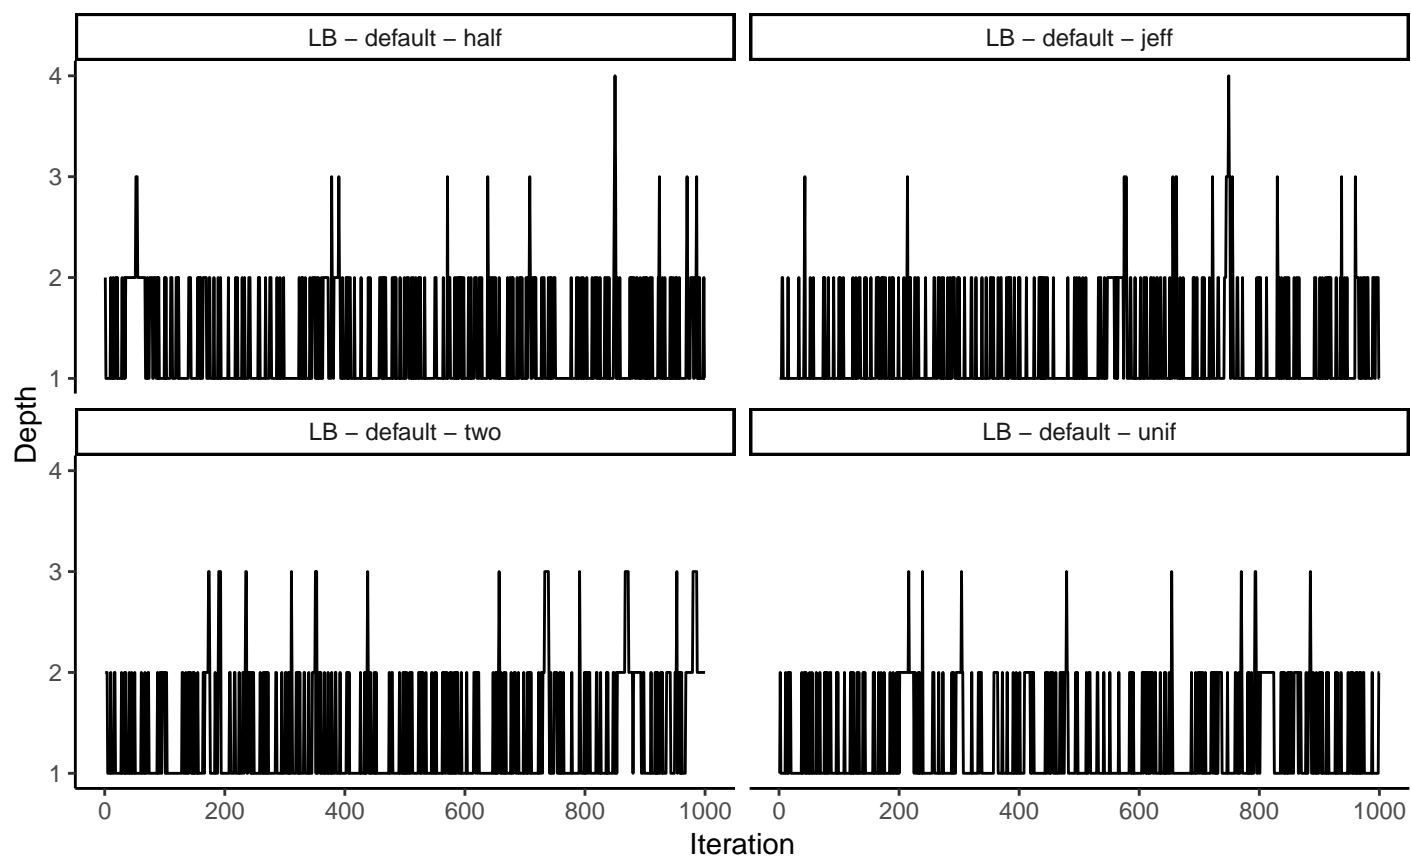 LB – default – half
LB – default – jeff
4
3
2
1
LB – default – two
LB – default – unif
4
3
2
1
Depth
0 200 400 600 800 1000
0 200 400 600 800 1000
Iteration